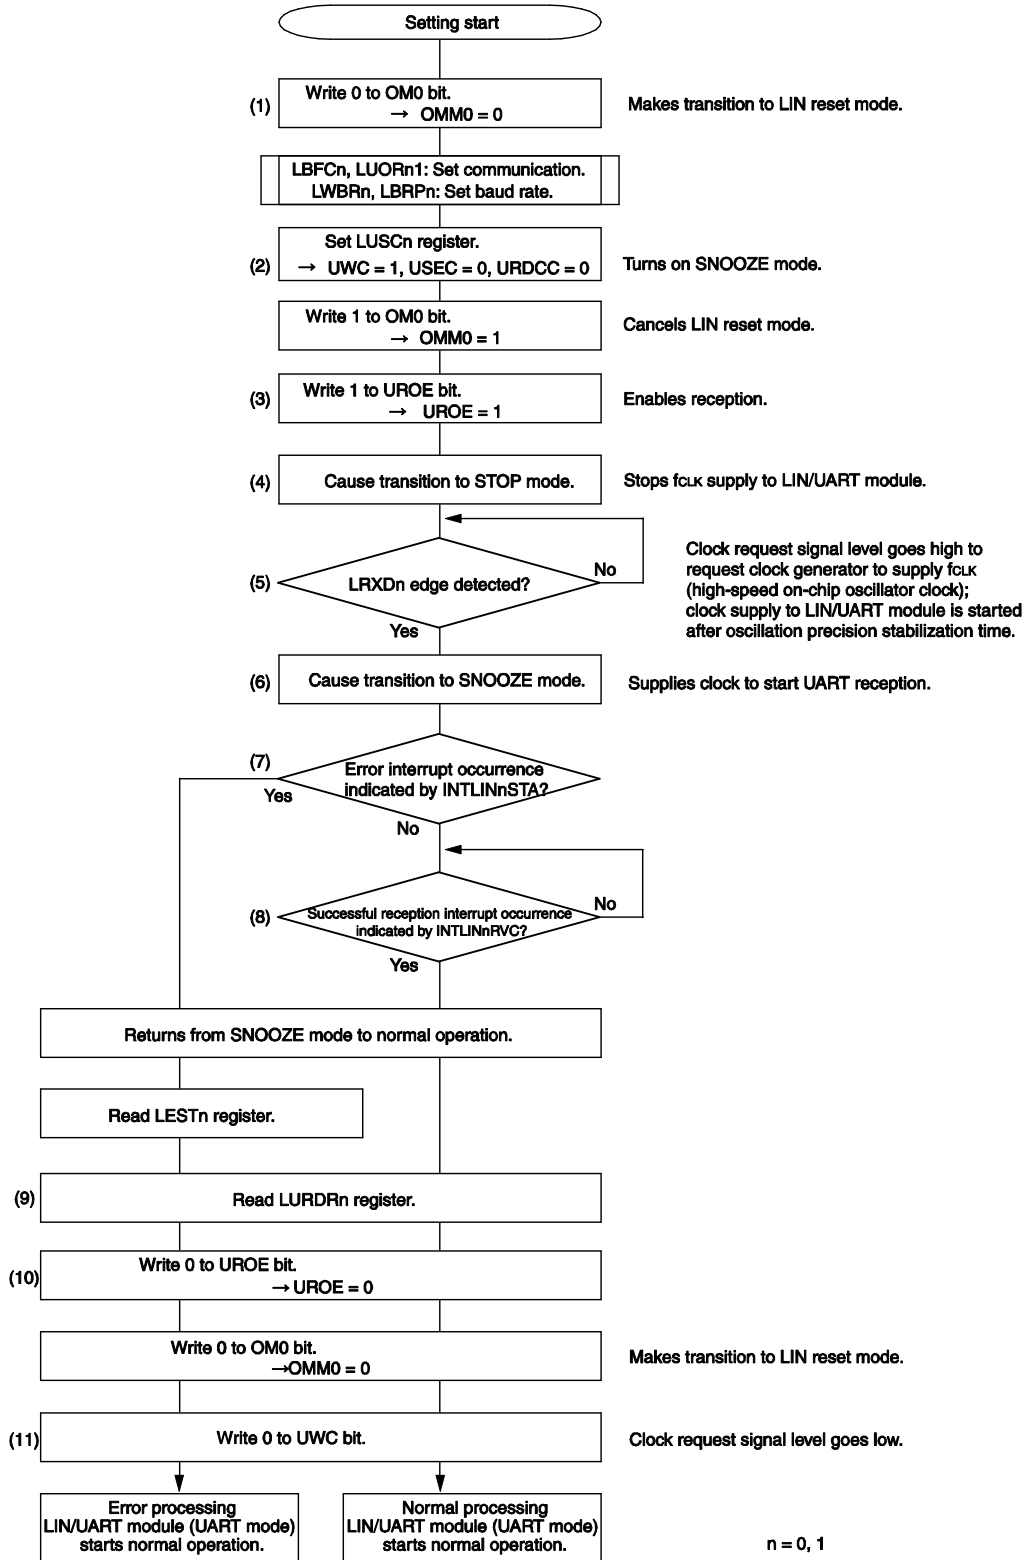 Setting start
(1)
Write 0 to OM0 bit.
→ OMM0 = 0
Makes transition to LIN reset mode.
LBFCn, LUORn1: Set communication.
LWBRn, LBRPn: Set baud rate.
(2)
Set LUSCn register.
→ UWC = 1, USEC = 0, URDCC = 0
Turns on SNOOZE mode.
Write 1 to OM0 bit.
→ OMM0 = 1
Cancels LIN reset mode.
(3)
Write 1 to UROE bit.
→ UROE = 1
Enables reception.
(4)
Cause transition to STOP mode.
Stops fCLK supply to LIN/UART module.
(5)
LRXDn edge detected?
No
Yes
Clock request signal level goes high to
request clock generator to supply fCLK
(high-speed on-chip oscillator clock);
clock supply to LIN/UART module is started
after oscillation precision stabilization time.
(6)
Cause transition to SNOOZE mode.
Supplies clock to start UART reception.
(7)
Error interrupt occurrence
indicated by INTLINnSTA?
Yes
No
(8)
Successful reception interrupt occurrence
indicated by INTLINnRVC?
No
Yes
Returns from SNOOZE mode to normal operation.
Read LESTn register.
(9)
Read LURDRn register.
(10)
Write 0 to UROE bit.
→ UROE = 0
Write 0 to OM0 bit.
→OMM0 = 0
Makes transition to LIN reset mode.
(11)
Write 0 to UWC bit.
Clock request signal level goes low.
Error processing
LIN/UART module (UART mode)
starts normal operation.
Normal processing
LIN/UART module (UART mode)
starts normal operation.
n = 0, 1